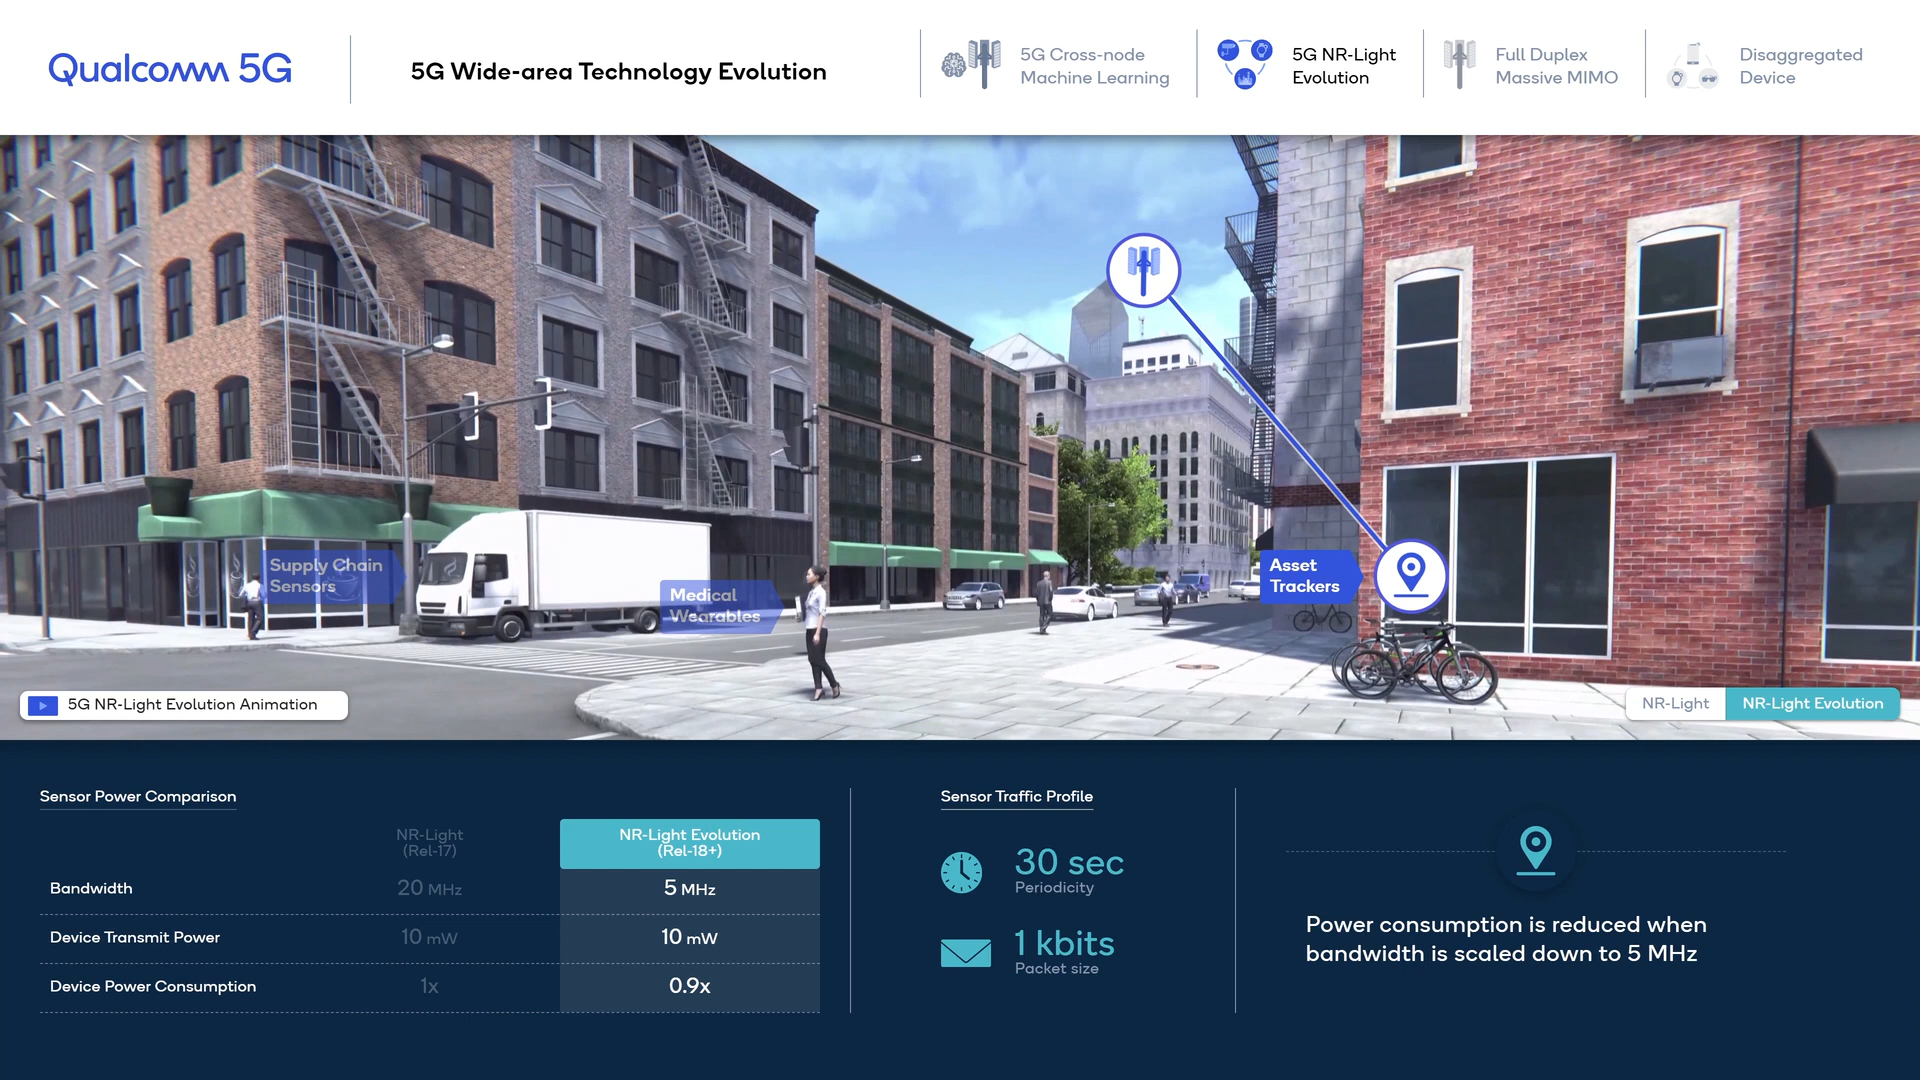 Qualcomm 5G
5G Wide-area Technology Evolution
5G Cross-node
Machine Learning
5G NR-Light
Evolution
Full Duplex
Massive MIMO
Disaggregated
Device
Supply Chain
Sensors
Medical
Wearables
Asset
Trackers
5G NR-Light Evolution Animation
NR-Light
NR-Light Evolution
Sensor Power Comparison
NR-Light
(Rel-17)
NR-Light Evolution
(Rel-18+)
Bandwidth
20 MHz
5 MHz
Device Transmit Power
10 mW
10 mW
Device Power Consumption
1x
0.9x
Sensor Traffic Profile
30 sec
Periodicity
1 kbits
Packet size
Power consumption is reduced when
bandwidth is scaled down to 5 MHz